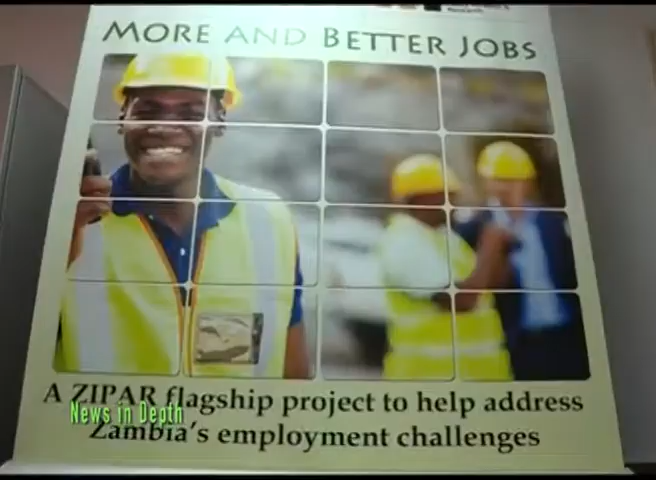 MORE AND BETTER JOBS
A ZIPAR flagship project to help address
News in Depth
Zambia's employment challenges